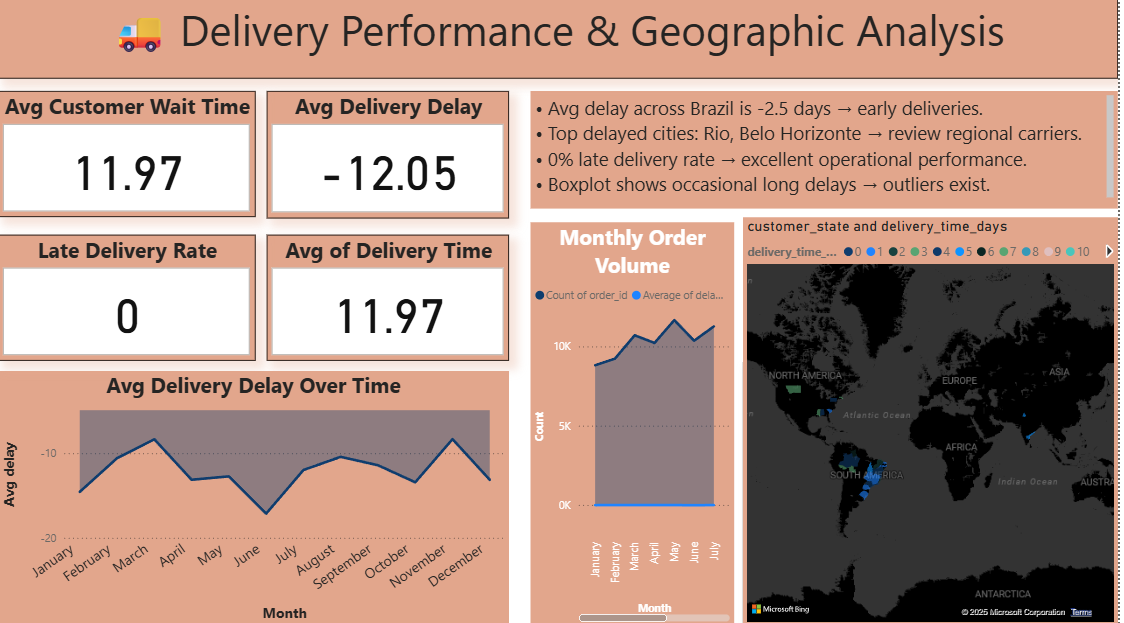 Delivery Performance & Geographic Analysis
Avg Customer Wait Time
11.97
Avg Delivery Delay
-12.05
• Avg delay across Brazil is -2.5 days → early deliveries.
• Top delayed cities: Rio, Belo Horizonte → review regional carriers.
• 0% late delivery rate → excellent operational performance.
• Boxplot shows occasional long delays → outliers exist.
Late Delivery Rate
0
Avg of Delivery Time
11.97
Avg Delivery Delay Over Time
Avg delay
-10
-20
January
February
March
April
May
June
July
August
September
October
November
December
Month
Monthly Order
Volume
Count of order_id Average of dela...
Count
10K
5K
0K
January
February
March
April
May
June
July
Month
customer_state and delivery_time_days
delivery_time_... 0 1 2 3 4 5 6 7 8 9 10
NORTH AMERICA
EUROPE
ASIA
Atlantic Ocean
AFRICA
SOUTH AMERICA
Indian Ocean
AUSTRA
ANTARCTICA
Microsoft Bing
© 2025 Microsoft Corporation Terms